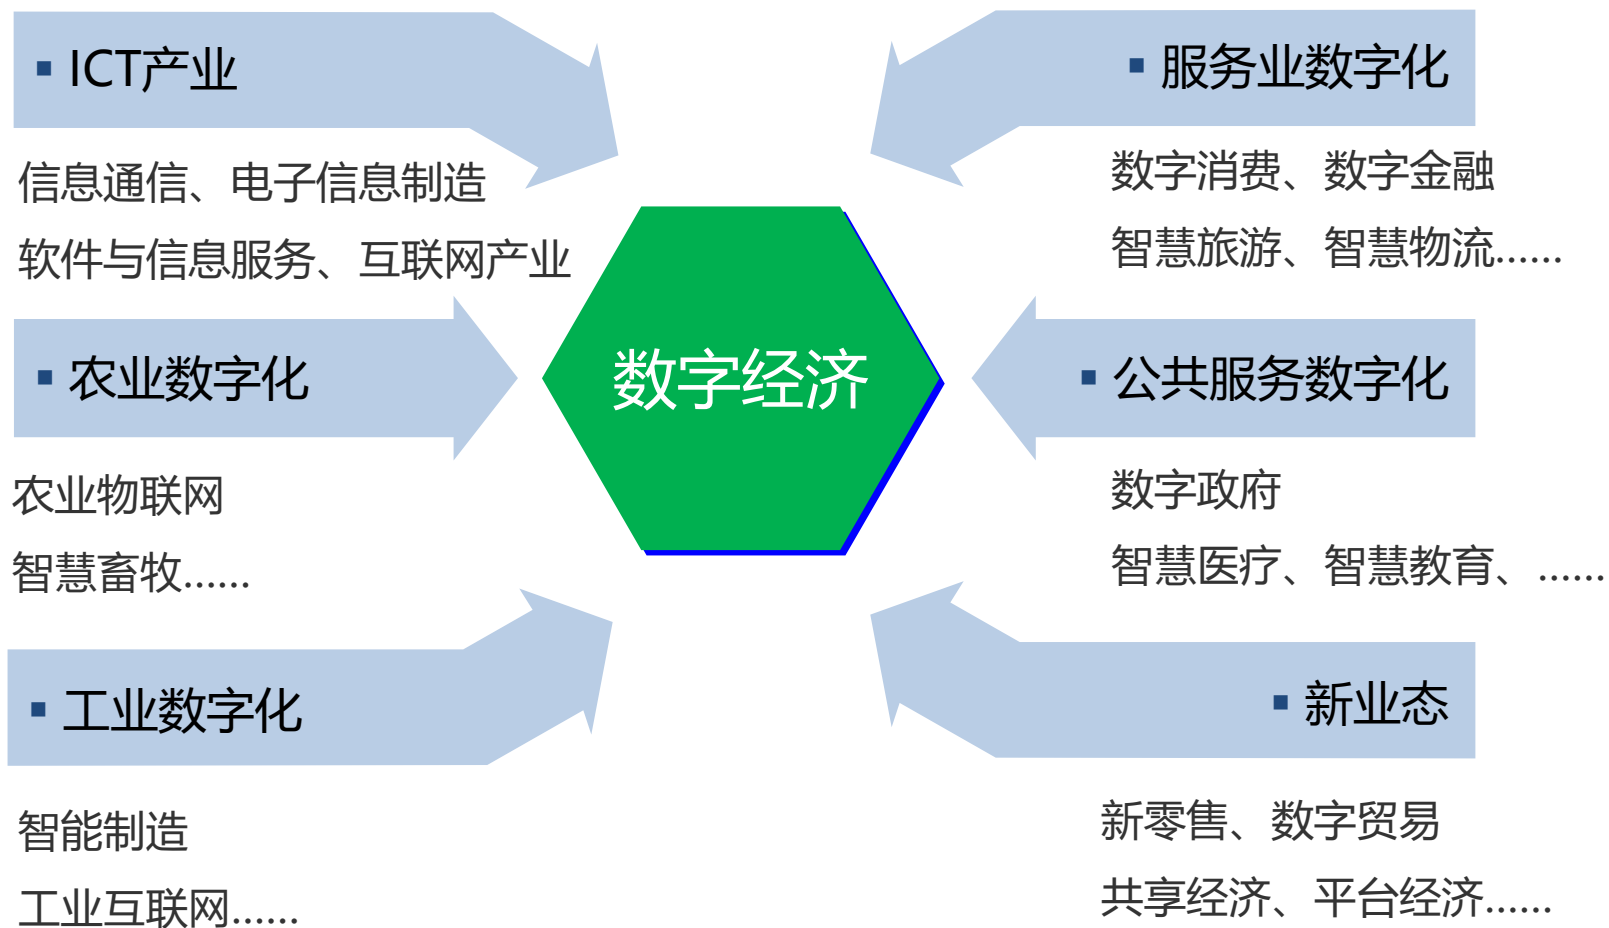 ICT产业
信息通信、电子信息制造
软件与信息服务、互联网产业
农业数字化
农业物联网
智慧畜牧……
工业数字化
智能制造
工业互联网……
数字经济
服务业数字化
数字消费、数字金融
智慧旅游、智慧物流……
公共服务数字化
数字政府
智慧医疗、智慧教育、……
新业态
新零售、数字贸易
共享经济、平台经济……